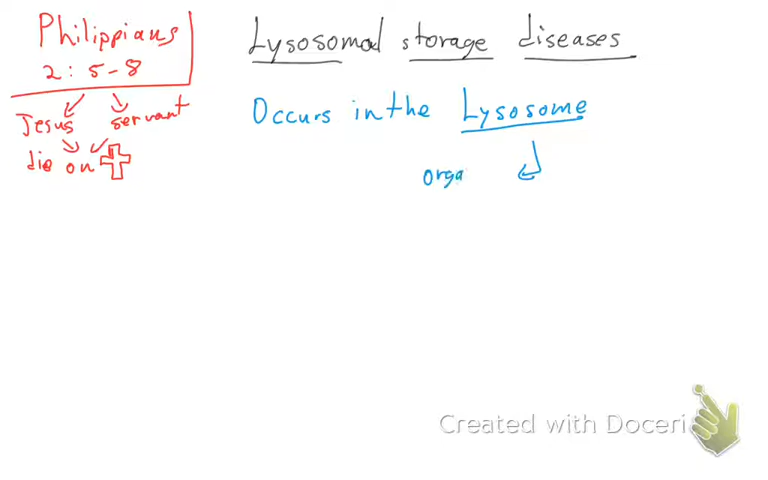 Philippians
2: 5-8
Jesus servant
die on
Lysosomal storage diseases
Occurs in the Lysosome
orga
Created with Doceri